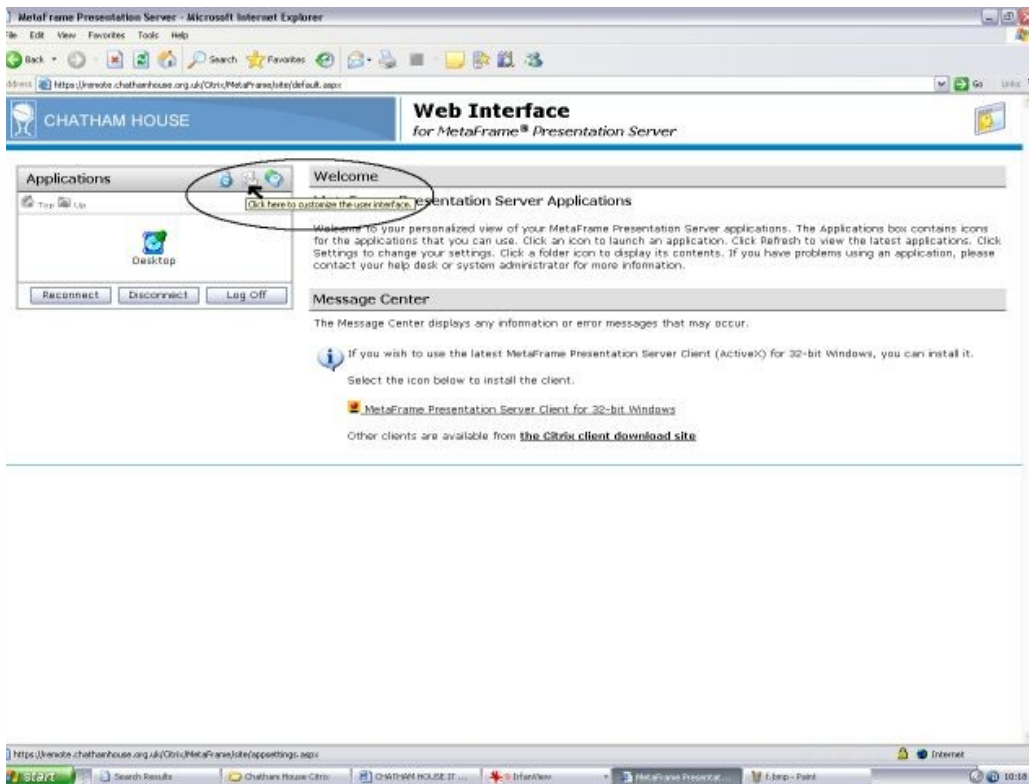 MetaFrame Presentation Server - Microsoft Internet Explorer
File Edit View Favorites Tools Help
Back Search Favorites
Address https://remote.chathamhouse.org.uk/Citrix/MetaFrame/site/default.aspx Go Links
CHATHAM HOUSE
Web Interface
for MetaFrame® Presentation Server
Applications
Top Up
Click here to customize the user interface.
Desktop
Reconnect Disconnect Log Off
Welcome
Presentation Server Applications
Welcome to your personalized view of your MetaFrame Presentation Server applications. The Applications box contains icons
for the applications that you can use. Click an icon to launch an application. Click Refresh to view the latest applications. Click
Settings to change your settings. Click a folder icon to display its contents. If you have problems using an application, please
contact your help desk or system administrator for more information.
Message Center
The Message Center displays any information or error messages that may occur.
If you wish to use the latest MetaFrame Presentation Server Client (ActiveX) for 32-bit Windows, you can install it.
Select the icon below to install the client.
MetaFrame Presentation Server Client for 32-bit Windows
Other clients are available from the Citrix client download site
https://remote.chathamhouse.org.uk/Citrix/MetaFrame/site/appsettings.aspx Internet
start Search Results Chatham House Citrix CHATHAM HOUSE IT ... IrfanView MetaFrame Presentat... f.bmp - Paint 10:18